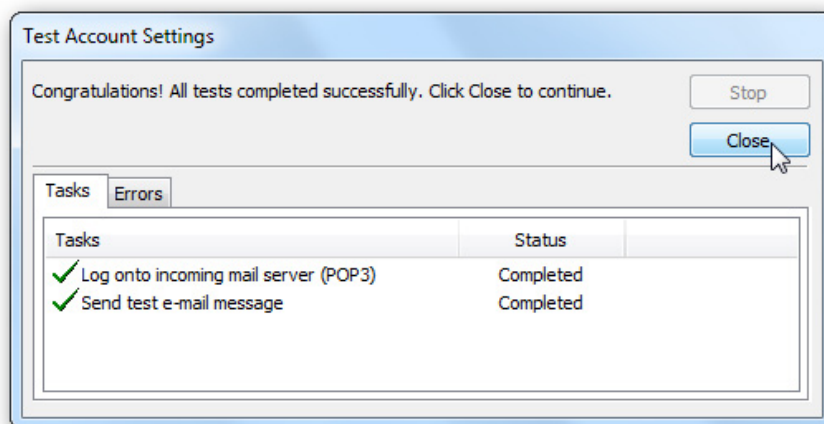 Test Account Settings
Congratulations! All tests completed successfully. Click Close to continue.
Stop
Close
Tasks Errors
Tasks Status
Log onto incoming mail server (POP3) Completed
Send test e-mail message Completed